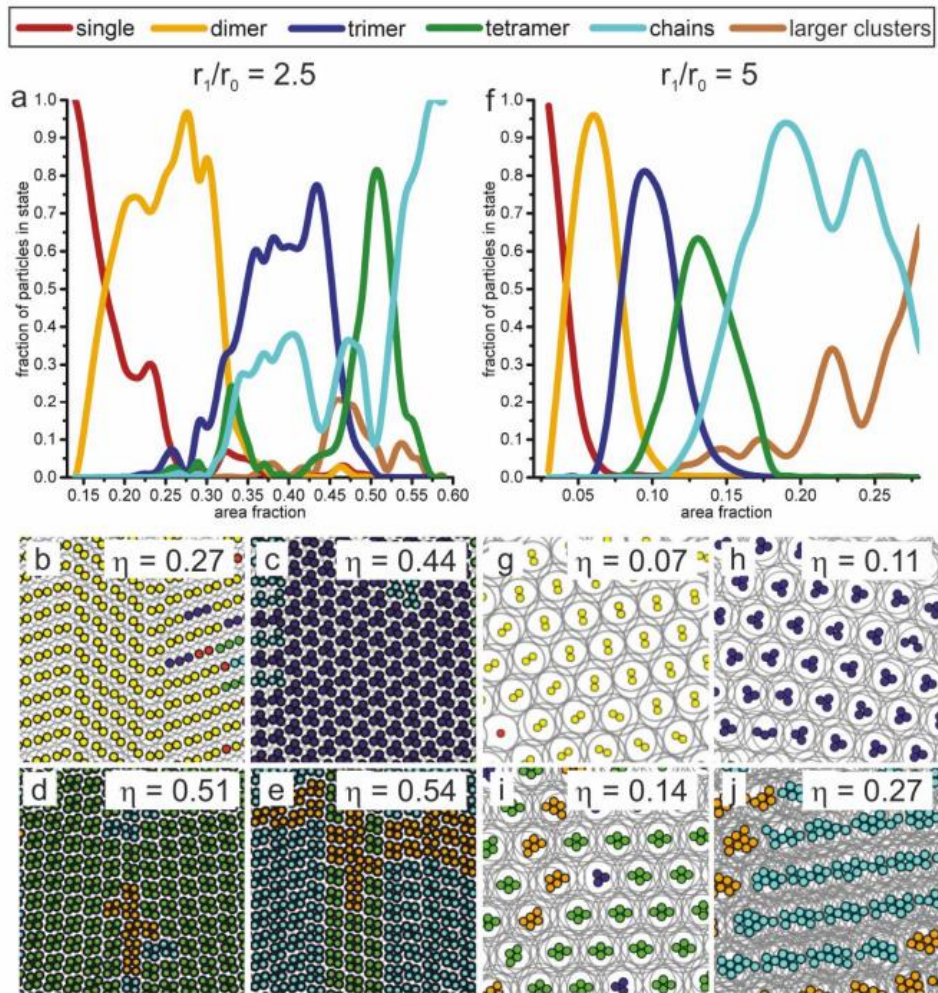 single dimer trimer tetramer chains larger clusters
r₁/r₀ = 2.5
r₁/r₀ = 5
a
1.0
0.9
0.8
0.7
0.6
0.5
0.4
0.3
0.2
0.1
0.0
fraction of particles in state
0.15 0.20 0.25 0.30 0.35 0.40 0.45 0.50 0.55 0.60
area fraction
f
1.0
0.9
0.8
0.7
0.6
0.5
0.4
0.3
0.2
0.1
0.0
fraction of particles in state
0.05 0.10 0.15 0.20 0.25
area fraction
b η = 0.27
c η = 0.44
g η = 0.07
h η = 0.11
d η = 0.51
e η = 0.54
i η = 0.14
j η = 0.27